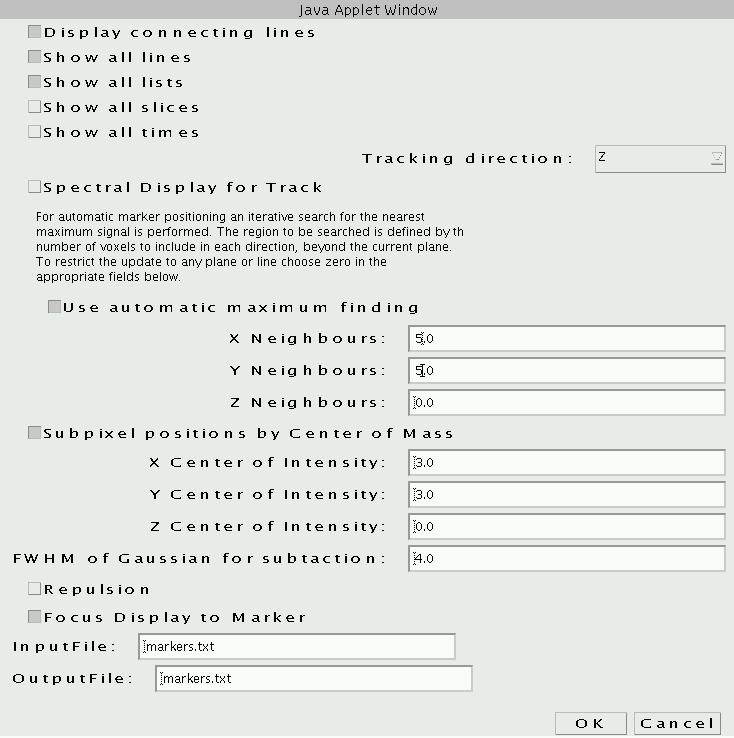 Java Applet Window
Display connecting lines
Show all lines
Show all lists
Show all slices
Show all times
Tracking direction: Z
Spectral Display for Track
For automatic marker positioning an iterative search for the nearest
maximum signal is performed. The region to be searched is defined by th
number of voxels to include in each direction, beyond the current plane.
To restrict the update to any plane or line choose zero in the
appropriate fields below.
Use automatic maximum finding
X Neighbours: 5.0
Y Neighbours: 5.0
Z Neighbours: 0.0
Subpixel positions by Center of Mass
X Center of Intensity: 3.0
Y Center of Intensity: 3.0
Z Center of Intensity: 0.0
FWHM of Gaussian for subtaction: 4.0
Repulsion
Focus Display to Marker
InputFile: markers.txt
OutputFile: markers.txt
OK Cancel